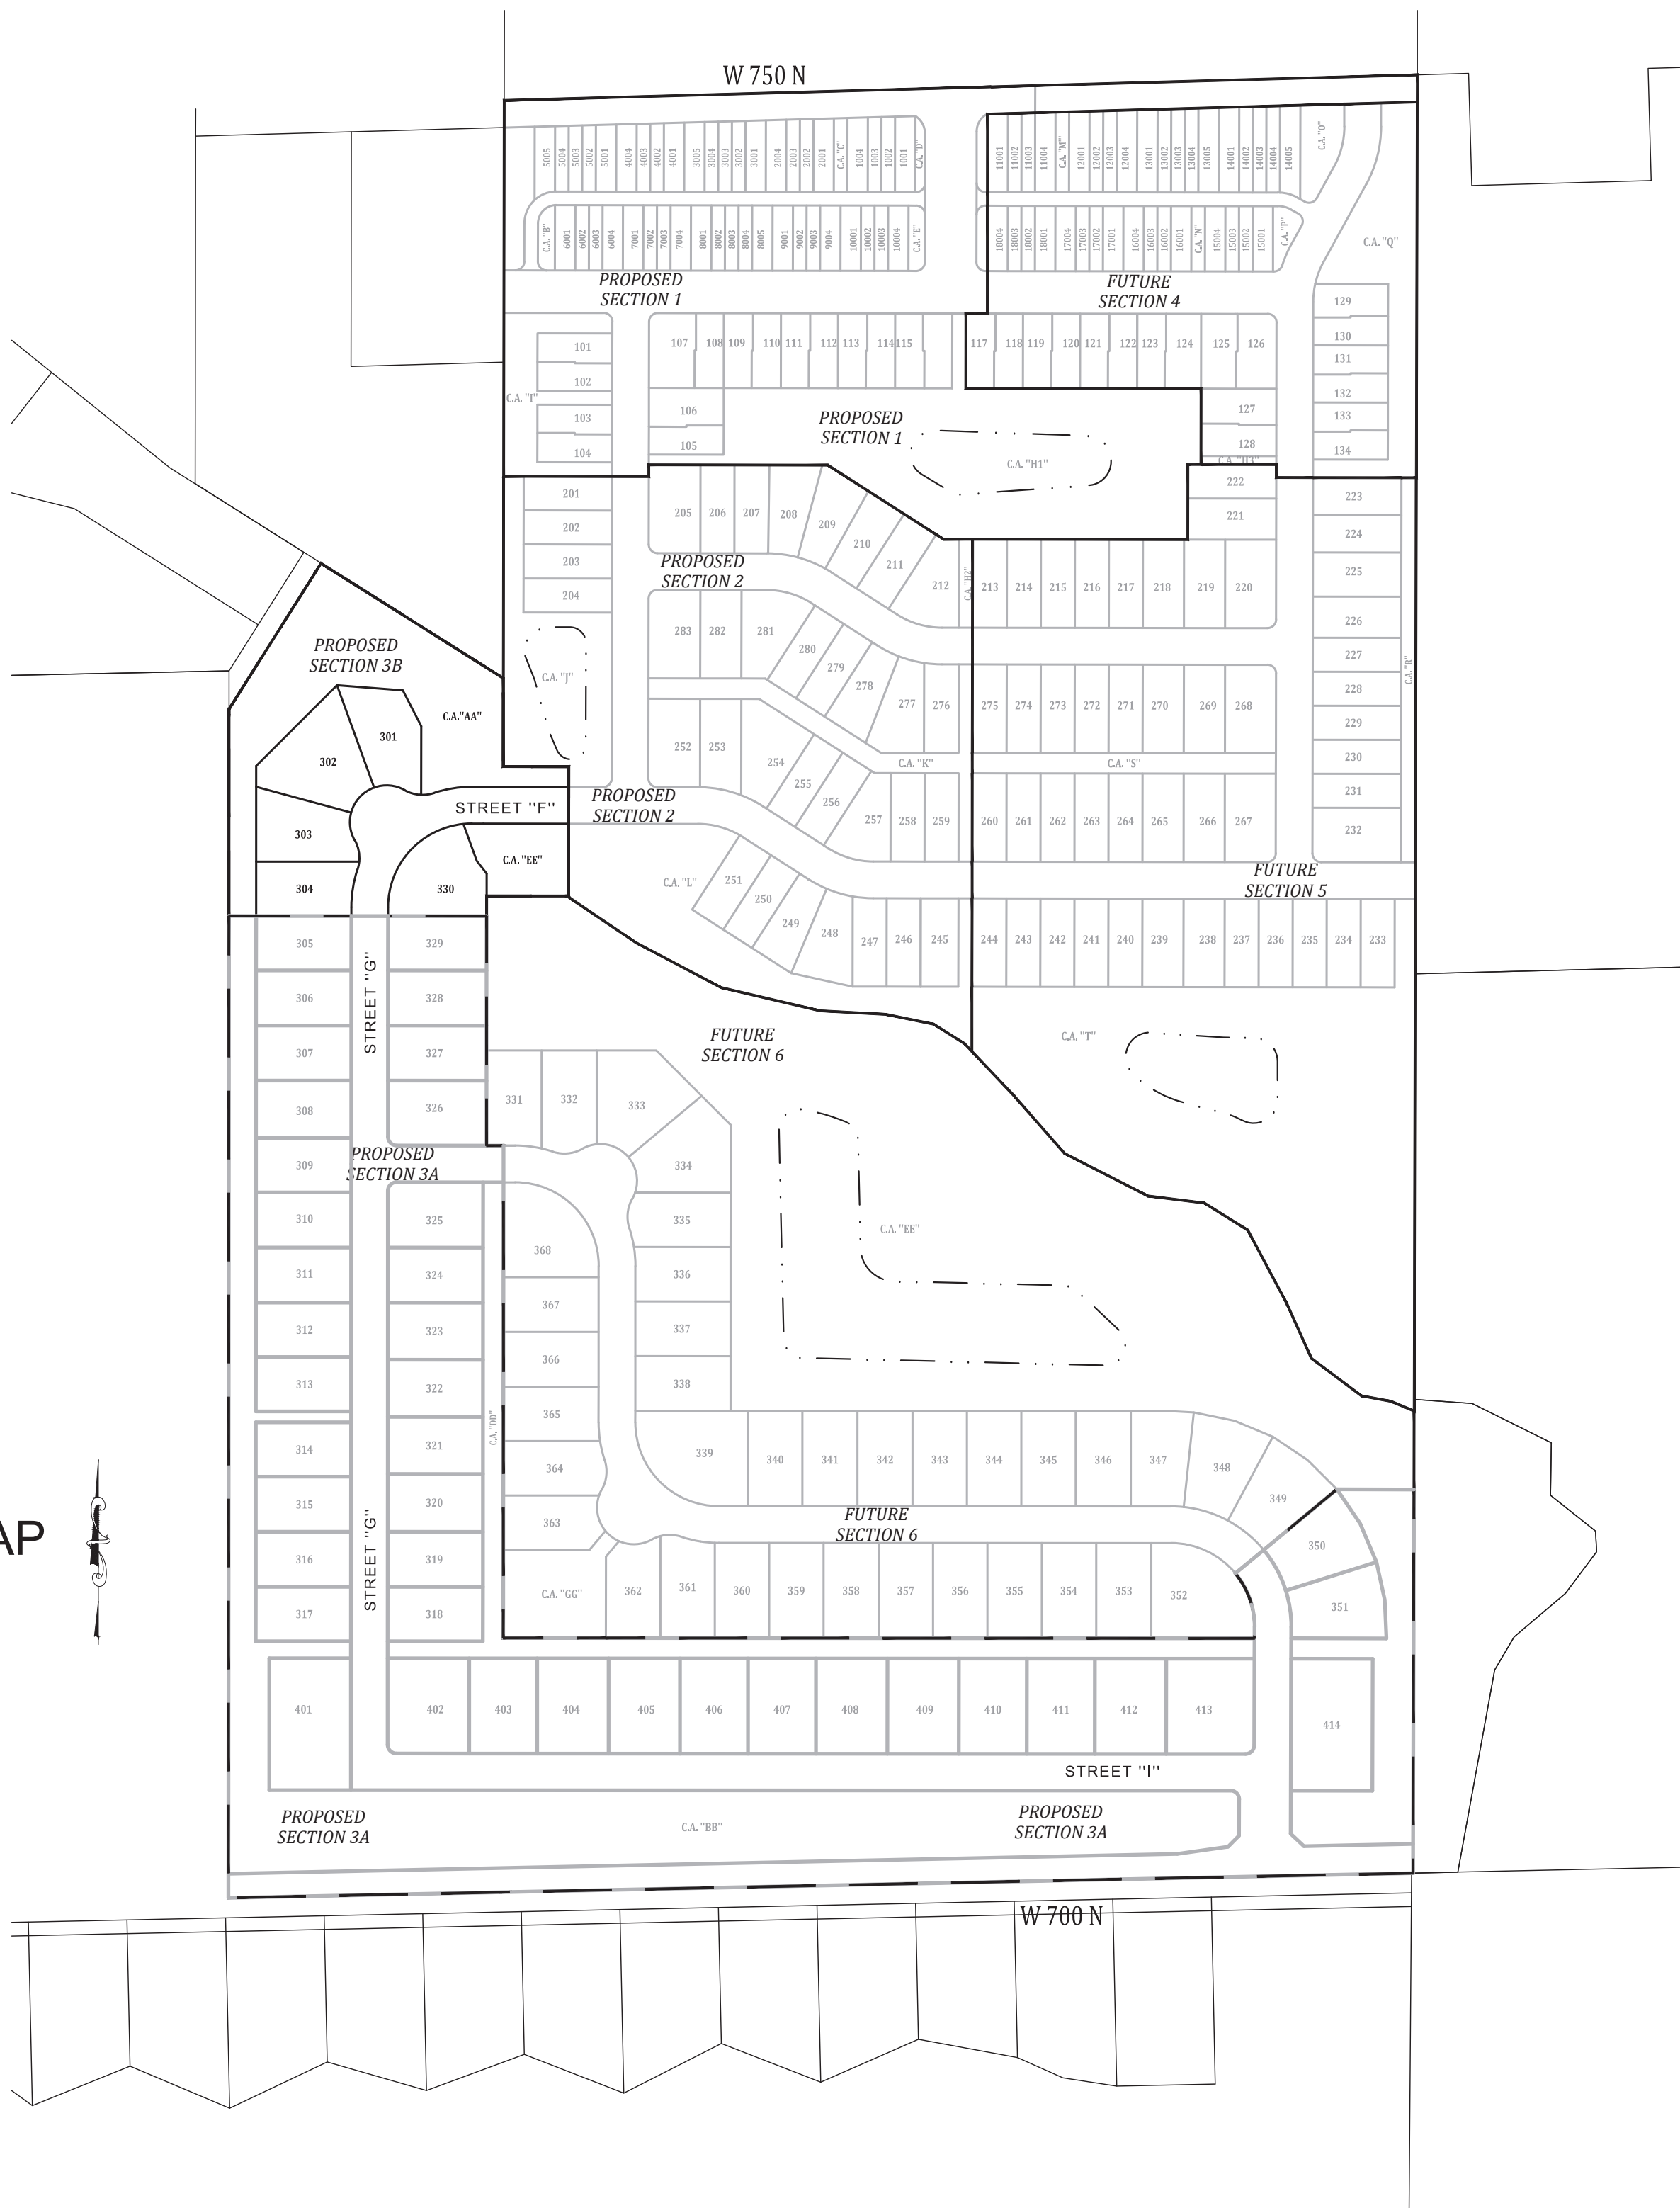 W 750 N
5005 5004 5003 5002 5001 4004 4003 4002 4001 3005 3004 3003 3002 3001 2004 2003 2002 2001 C.A. "C" 1004 1003 1002 1001 C.A. "D"
11001 11002 11003 11004 C.A. "M" 12001 12002 12003 12004 13001 13002 13003 13004 13005 14001 14002 14003 14004 14005 C.A. "O"
C.A. "B" 6001 6002 6003 6004 7001 7002 7003 7004 8001 8002 8003 8004 8005 9001 9002 9003 9004 10001 10002 10003 10004 C.A. "E"
18004 18003 18002 18001 17004 17003 17002 17001 16004 16003 16002 16001 C.A. "N" 15004 15003 15002 15001 C.A. "P"
C.A. "Q"
PROPOSED
SECTION 1
FUTURE
SECTION 4
129
130
131
132
133
134
101
102
103
104
C.A. "I"
107 108 109 110 111 112 113 114 115
117 118 119 120 121 122 123 124 125 126
106
105
PROPOSED
SECTION 1
C.A. "H1"
127
128
C.A. "H3"
222
221
201
202
203
204
205 206 207 208 209 210 211 212
C.A. "H2"
213 214 215 216 217 218 219 220
PROPOSED
SECTION 2
223
224
225
226
227
228
229
230
231
232
C.A. "R"
PROPOSED
SECTION 3B
C.A. "J"
283 282 281 280 279 278 277 276 275 274 273 272 271 270 269 268
C.A."AA"
301
302
303
304
STREET "F"
C.A. "EE"
330
252 253 254 255 256 257 258 259 260 261 262 263 264 265 266 267
C.A. "K"
C.A. "S"
PROPOSED
SECTION 2
FUTURE
SECTION 5
C.A. "L"
251 250 249 248 247 246 245 244 243 242 241 240 239 238 237 236 235 234 233
305
306
307
308
309
310
311
312
313
314
315
316
317
STREET "G"
329
328
327
326
PROPOSED
SECTION 3A
325
324
323
322
321
320
319
318
STREET "G"
C.A. "DD"
FUTURE
SECTION 6
C.A. "T"
331 332 333
334
335
336
337
338
C.A. "EE"
368
367
366
365
364
363
339 340 341 342 343 344 345 346 347 348 349
350
351
FUTURE
SECTION 6
C.A. "GG"
362 361 360 359 358 357 356 355 354 353 352
AP
401 402 403 404 405 406 407 408 409 410 411 412 413 414
STREET "I"
PROPOSED
SECTION 3A
C.A. "BB"
PROPOSED
SECTION 3A
W 700 N